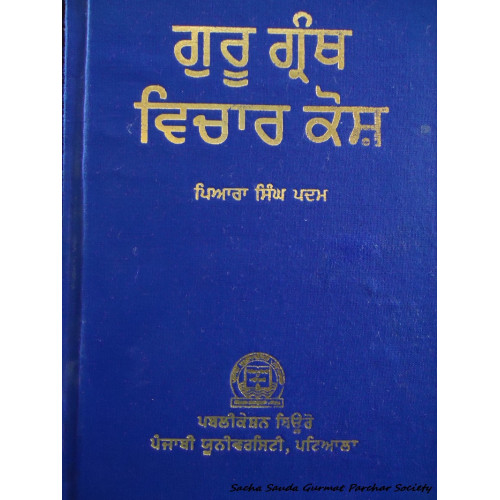 ਗੁਰੂ ਗ੍ਰੰਥ
ਵਿਚਾਰ ਕੋਸ਼
ਪਿਆਰਾ ਸਿੰਘ ਪਦਮ
ਪਬਲੀਕੇਸ਼ਨ ਬਿਊਰੋ
ਪੰਜਾਬੀ ਯੂਨੀਵਰਸਿਟੀ, ਪਟਿਆਲਾ
Sacha Sauda Gurmat Parchar Society